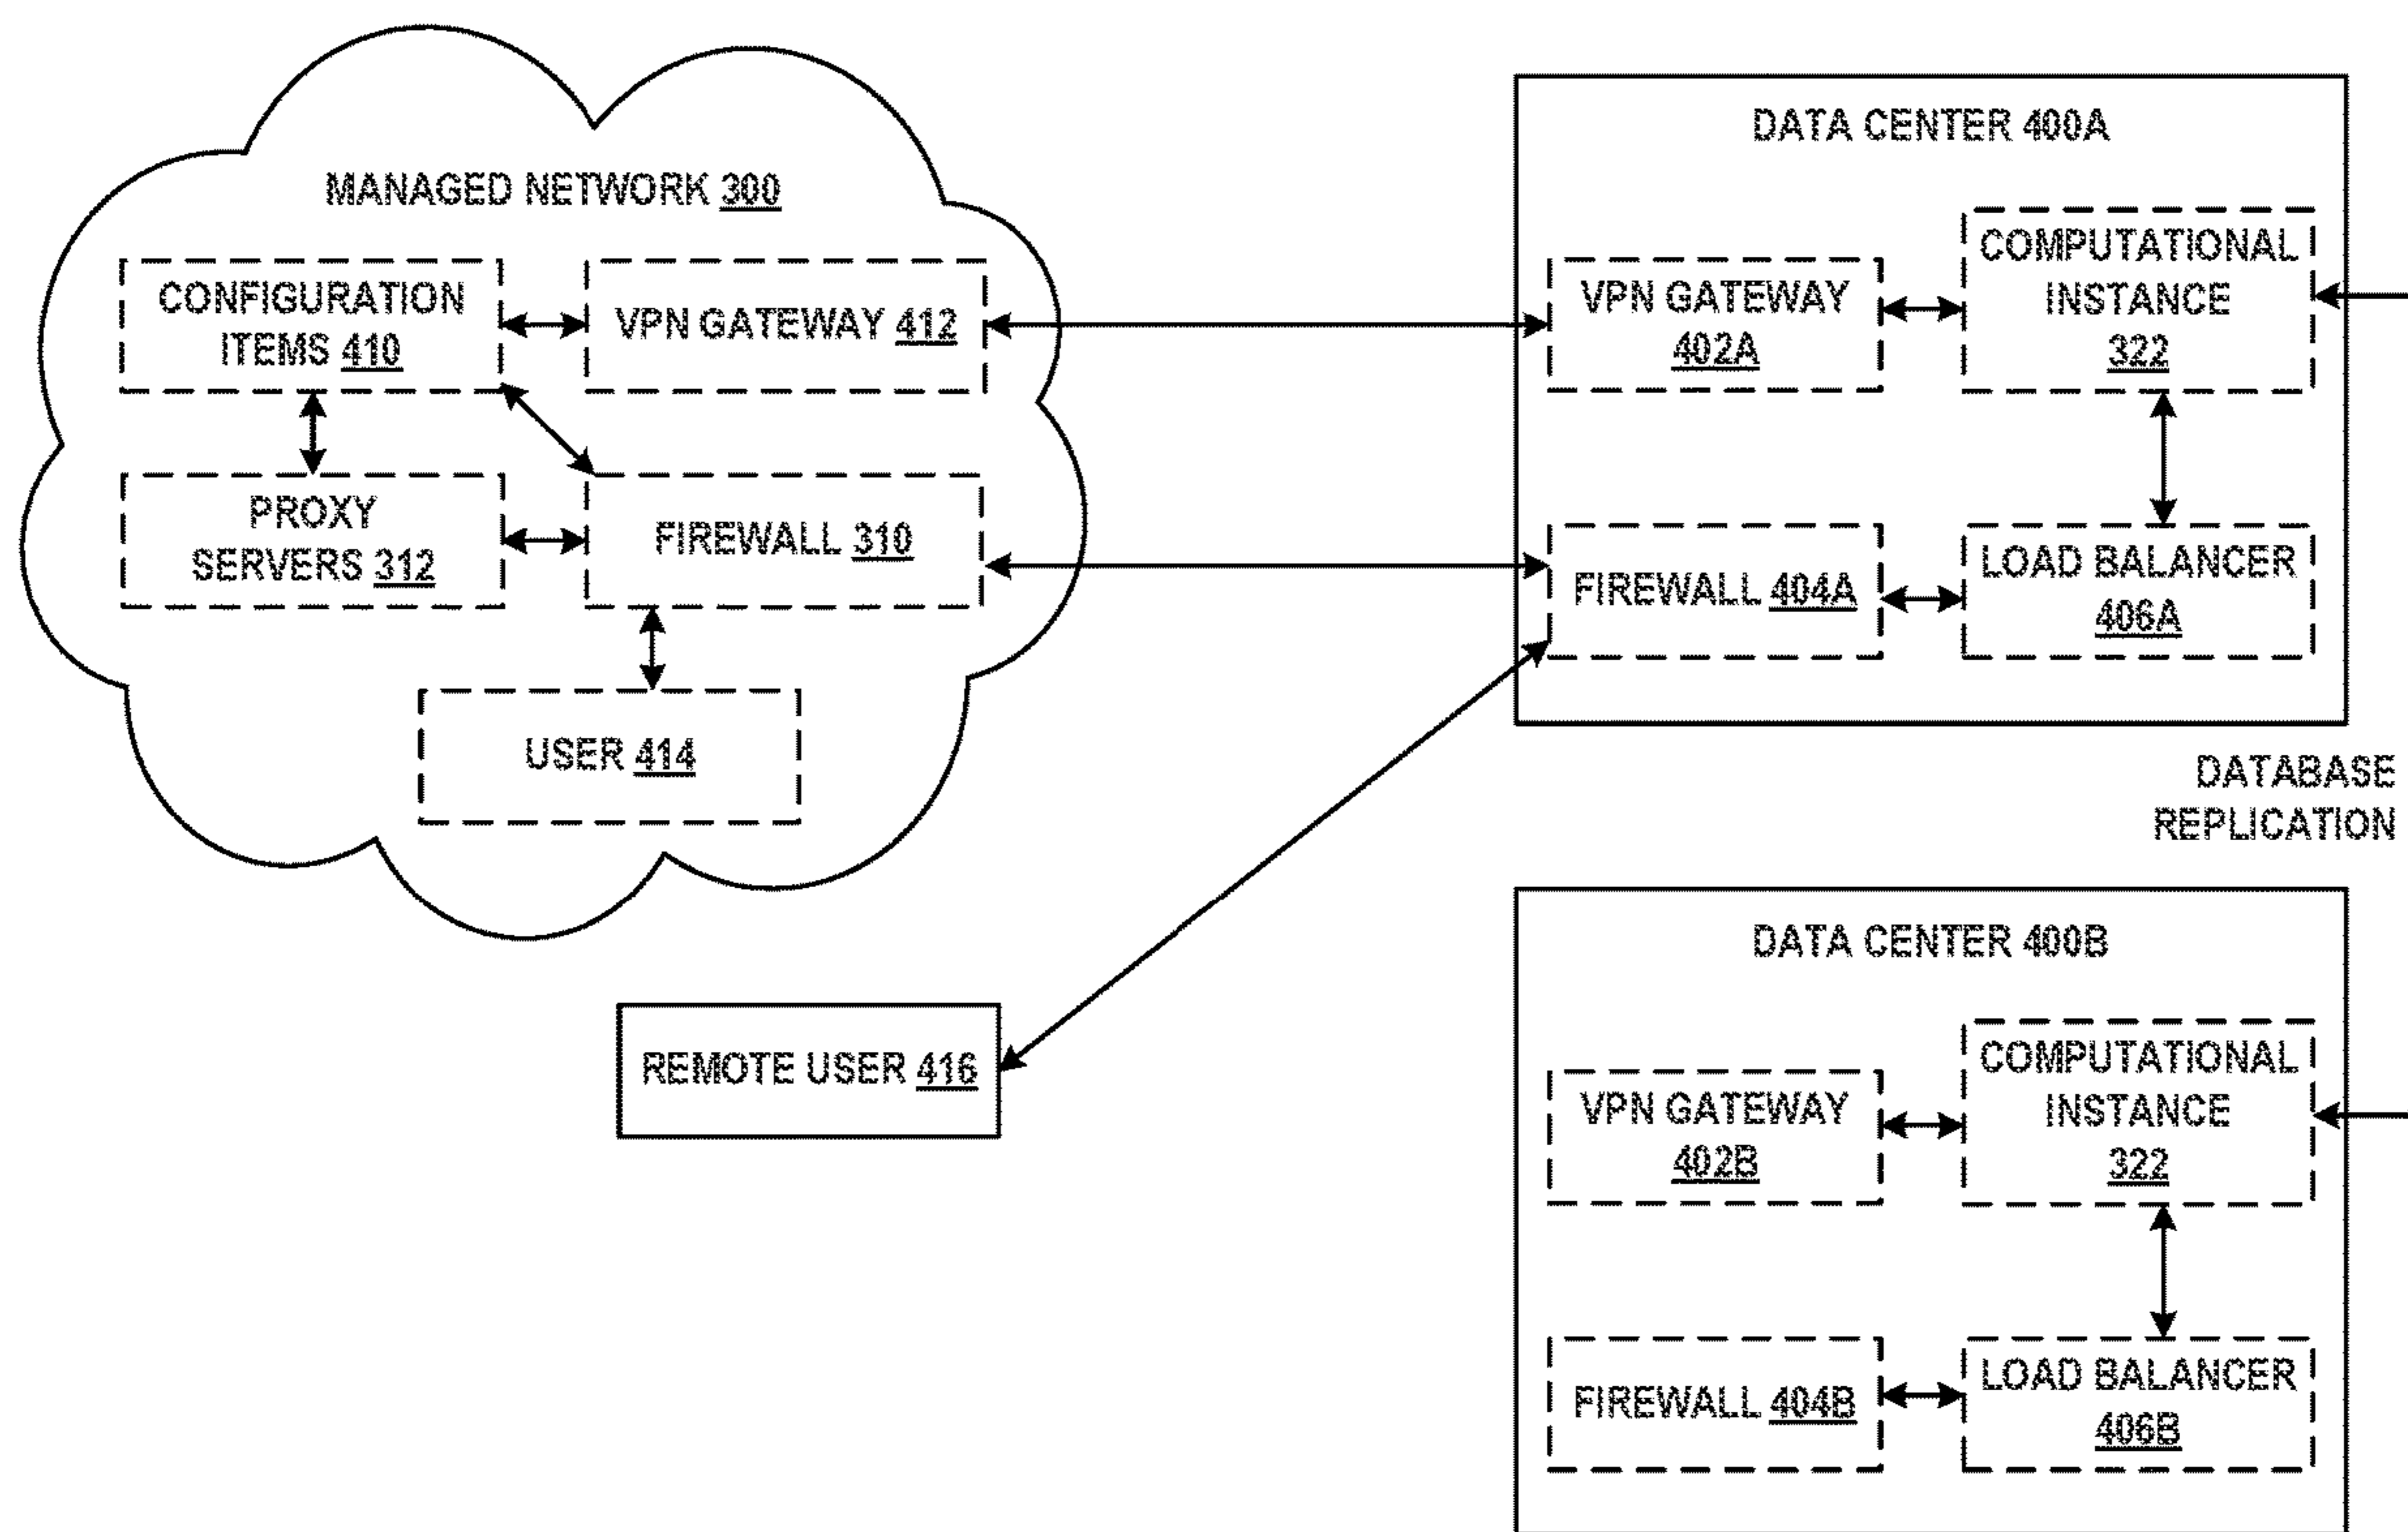 MANAGED NETWORK 300
CONFIGURATION
ITEMS 410
VPN GATEWAY 412
PROXY
SERVERS 312
FIREWALL 310
USER 414
REMOTE USER 416
DATA CENTER 400A
VPN GATEWAY
402A
COMPUTATIONAL
INSTANCE
322
FIREWALL 404A
LOAD BALANCER
406A
DATABASE
REPLICATION
DATA CENTER 400B
VPN GATEWAY
402B
COMPUTATIONAL
INSTANCE
322
FIREWALL 404B
LOAD BALANCER
406B